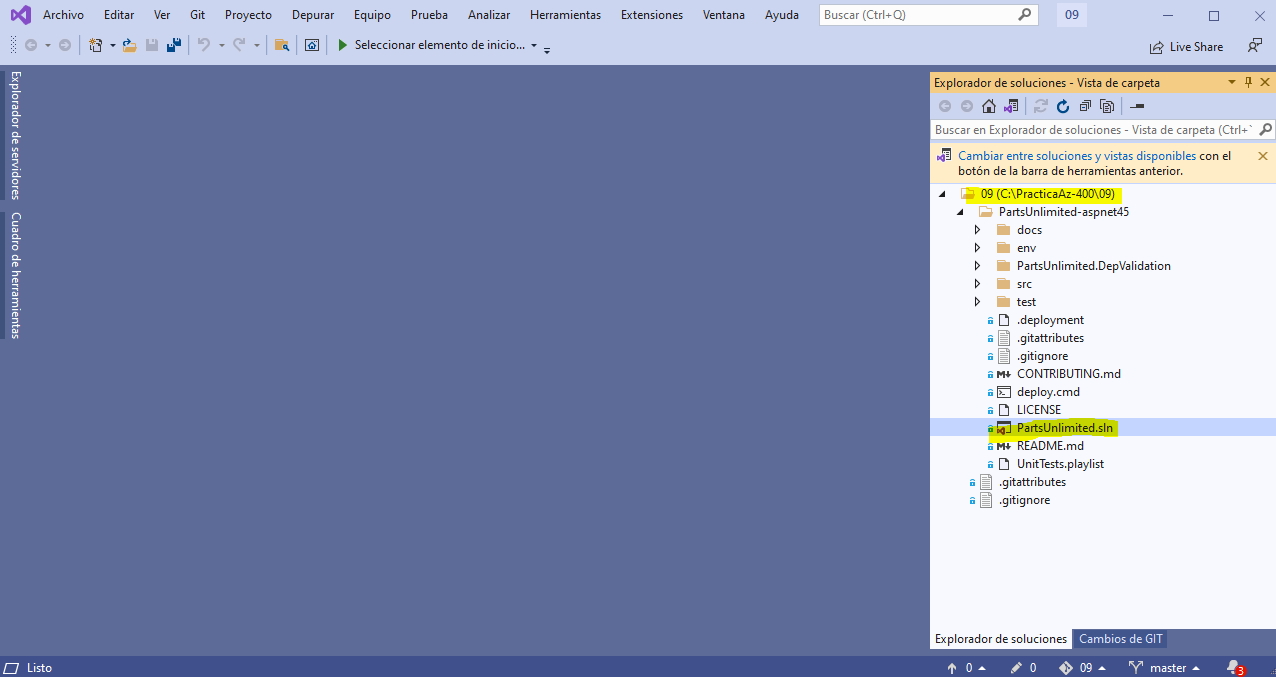 Archivo Editar Ver Git Proyecto Depurar Equipo Prueba Analizar Herramientas Extensiones Ventana Ayuda Buscar (Ctrl+Q) 09
Seleccionar elemento de inicio... Live Share
Explorador de servidores
Cuadro de herramientas
Explorador de soluciones - Vista de carpeta
Buscar en Explorador de soluciones - Vista de carpeta (Ctrl+`
Cambiar entre soluciones y vistas disponibles con el
botón de la barra de herramientas anterior.
09 (C:\PracticaAz-400\09)
PartsUnlimited-aspnet45
docs
env
PartsUnlimited.DepValidation
src
test
.deployment
.gitattributes
.gitignore
CONTRIBUTING.md
deploy.cmd
LICENSE
PartsUnlimited.sln
README.md
UnitTests.playlist
.gitattributes
.gitignore
Explorador de soluciones Cambios de GIT
Listo 0 0 09 master 3